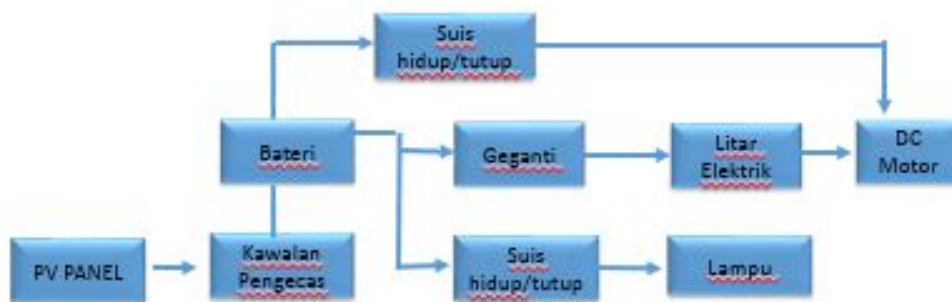 Suis
hidup/tutup
Bateri
Geganti
Litar
Elektrik
DC
Motor
PV PANEL
Kawalan
Pengecas
Suis
hidup/tutup
Lampu